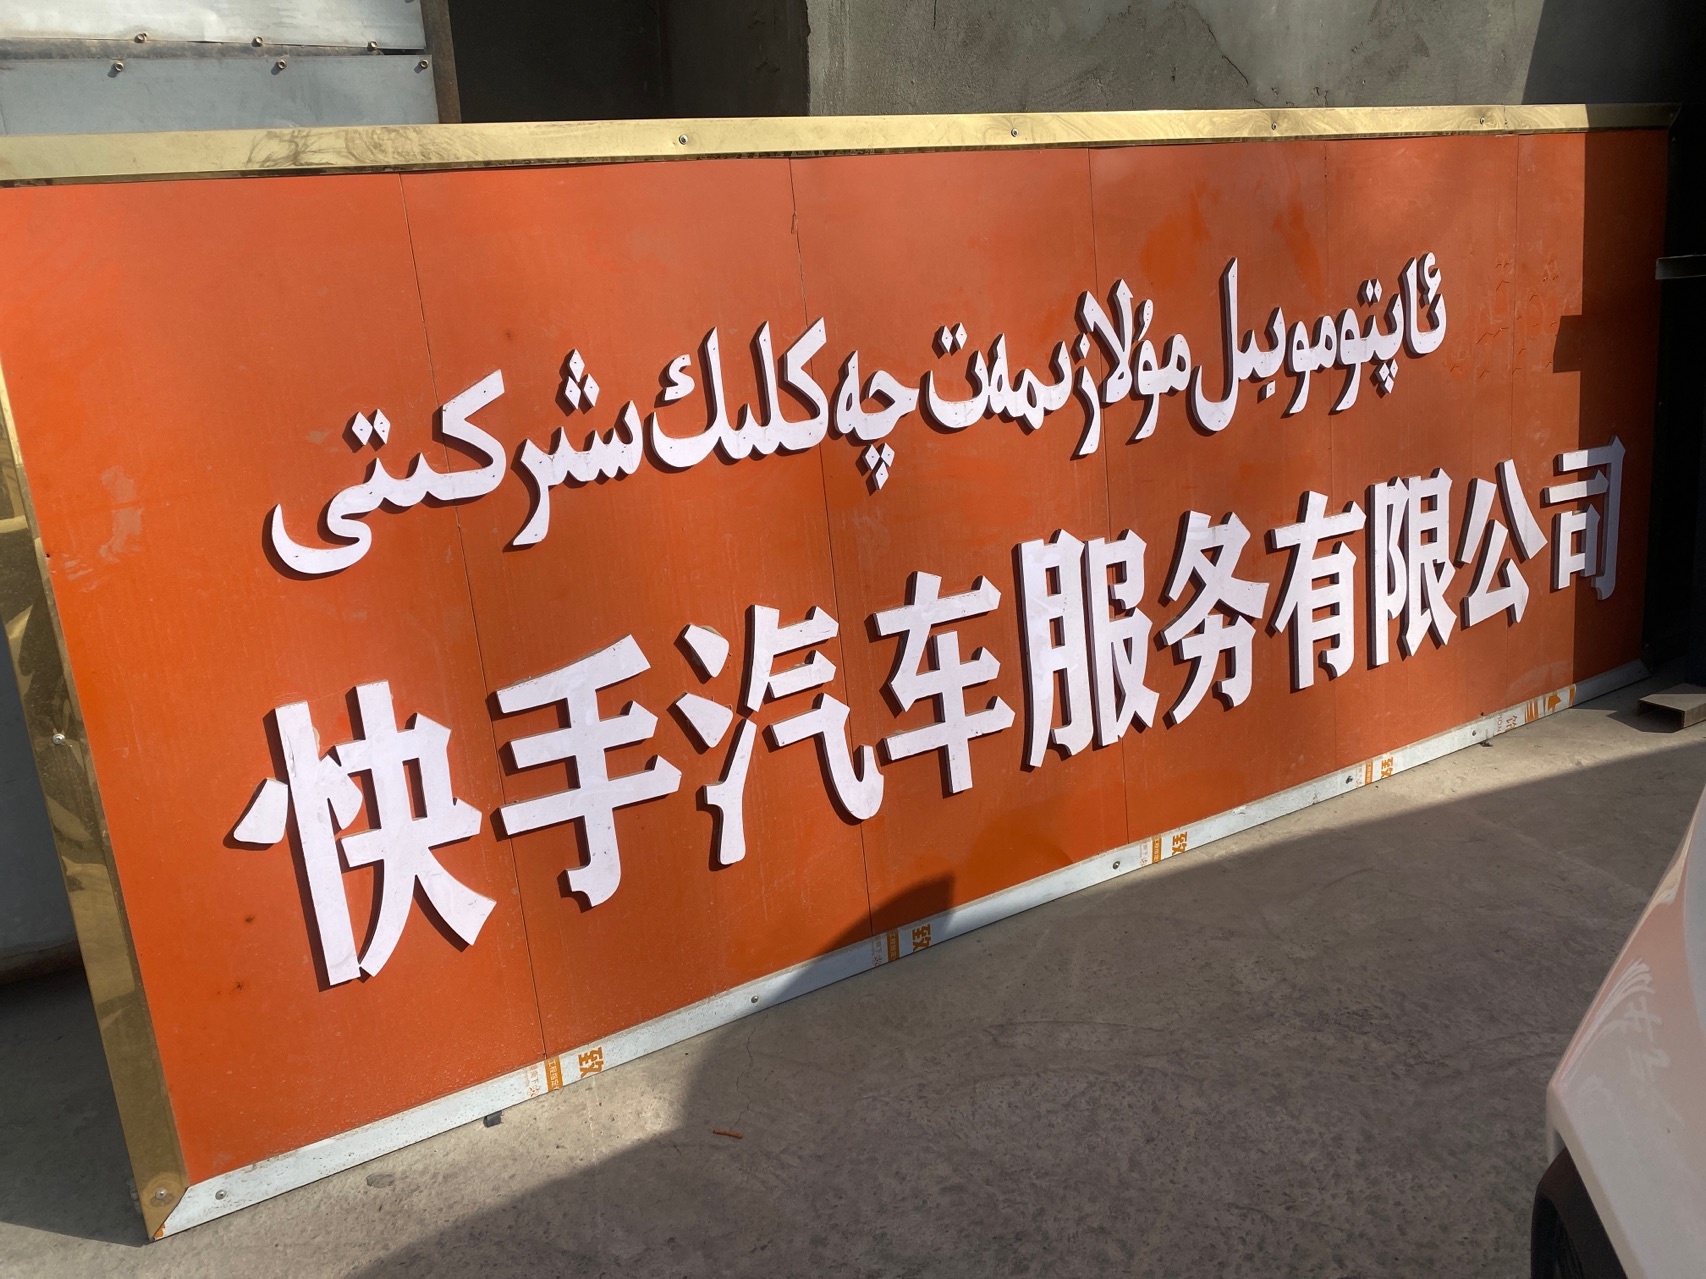 ئاپتوموبىل مۇلازىمەت چەكلىك شىركىتى
快手汽车服务有限公司